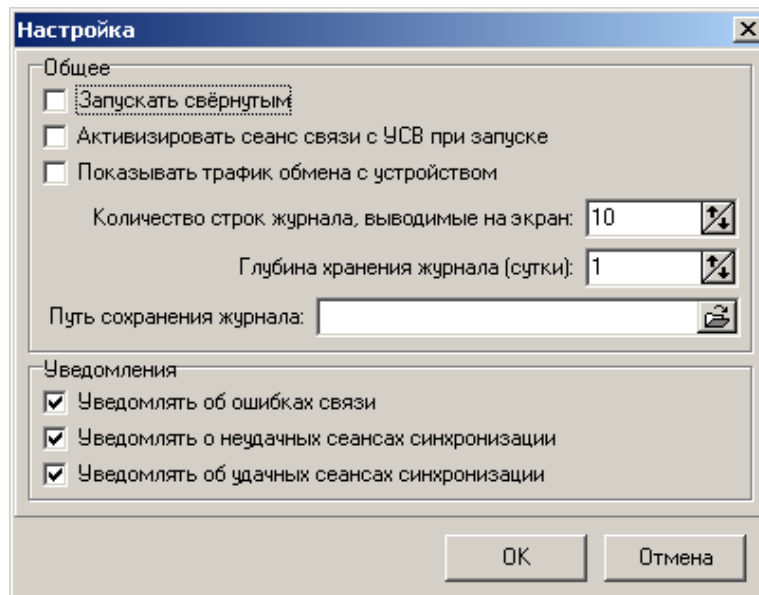 Настройка
Общее
Запускать свёрнутым
Активизировать сеанс связи с УСВ при запуске
Показывать трафик обмена с устройством
Количество строк журнала, выводимые на экран: 10
Глубина хранения журнала (сутки): 1
Путь сохранения журнала:
Уведомления
Уведомлять об ошибках связи
Уведомлять о неудачных сеансах синхронизации
Уведомлять об удачных сеансах синхронизации
OK Отмена